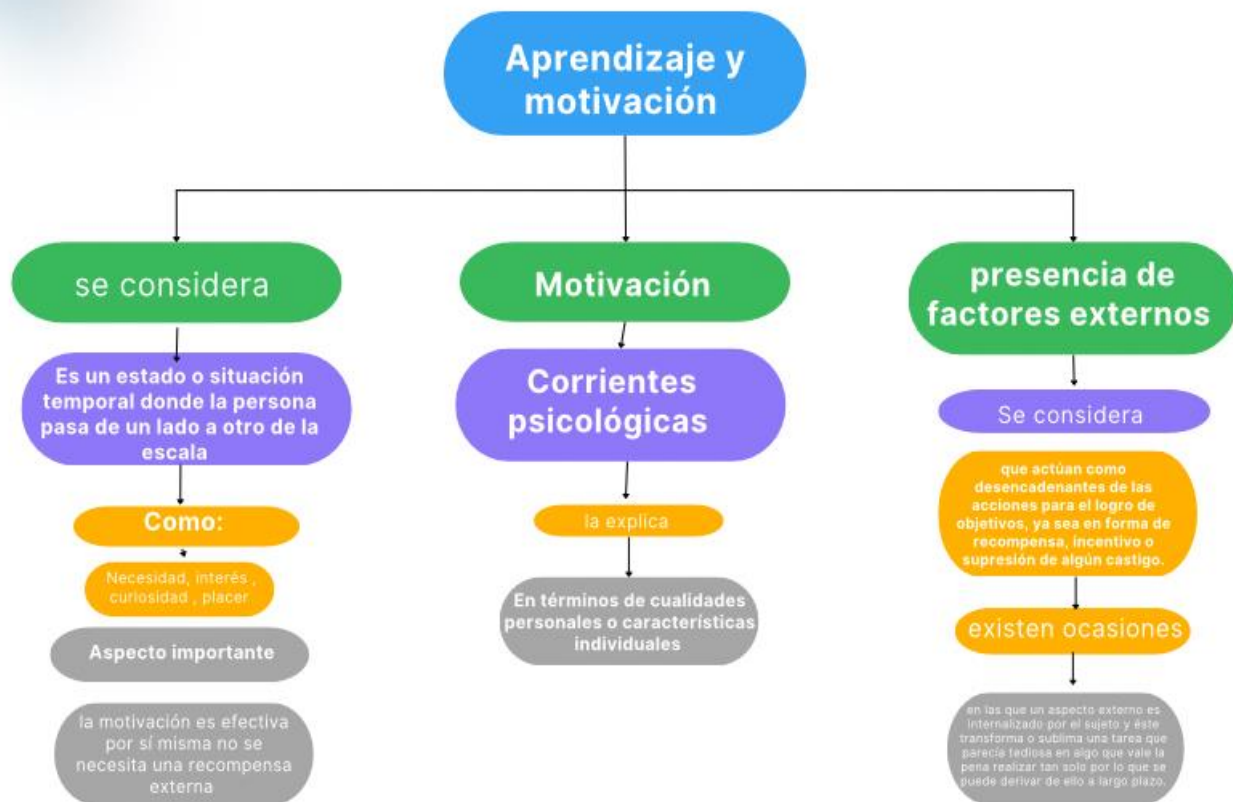 Aprendizaje y
motivación
se considera
Es un estado o situación
temporal donde la persona
pasa de un lado a otro de la
escala
Como:
Necesidad, interés ,
curiosidad , placer
Aspecto importante
la motivación es efectiva
por sí misma no se
necesita una recompensa
externa
Motivación
Corrientes
psicológicas
la explica
En términos de cualidades
personales o características
individuales
presencia de
factores externos
Se considera
que actúan como
desencadenantes de las
acciones para el logro de
objetivos, ya sea en forma de
recompensa, incentivo o
supresión de algún castigo.
existen ocasiones
en las que un aspecto externo es
internalizado por el sujeto y éste
transforma o sublima una tarea que
parecía tediosa en algo que vale la
pena realizar tan solo por lo que se
puede derivar de ello a largo plazo.